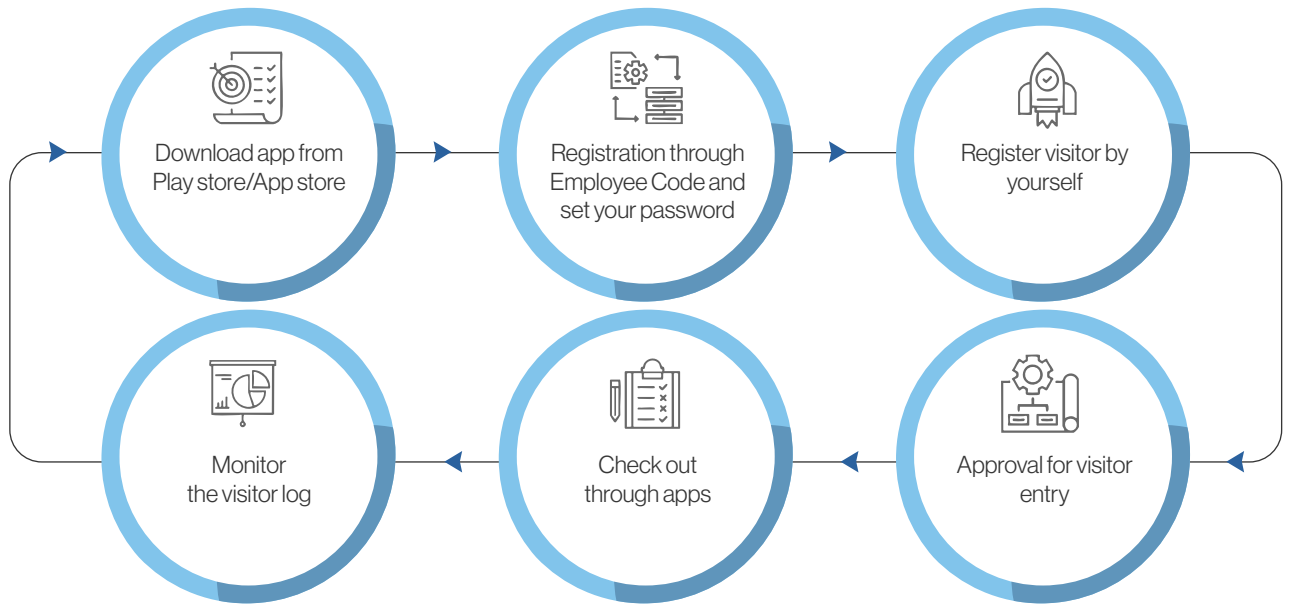 Download app from
Play store/App store
Registration through
Employee Code and
set your password
Register visitor by
yourself
Approval for visitor
entry
Check out
through apps
Monitor
the visitor log